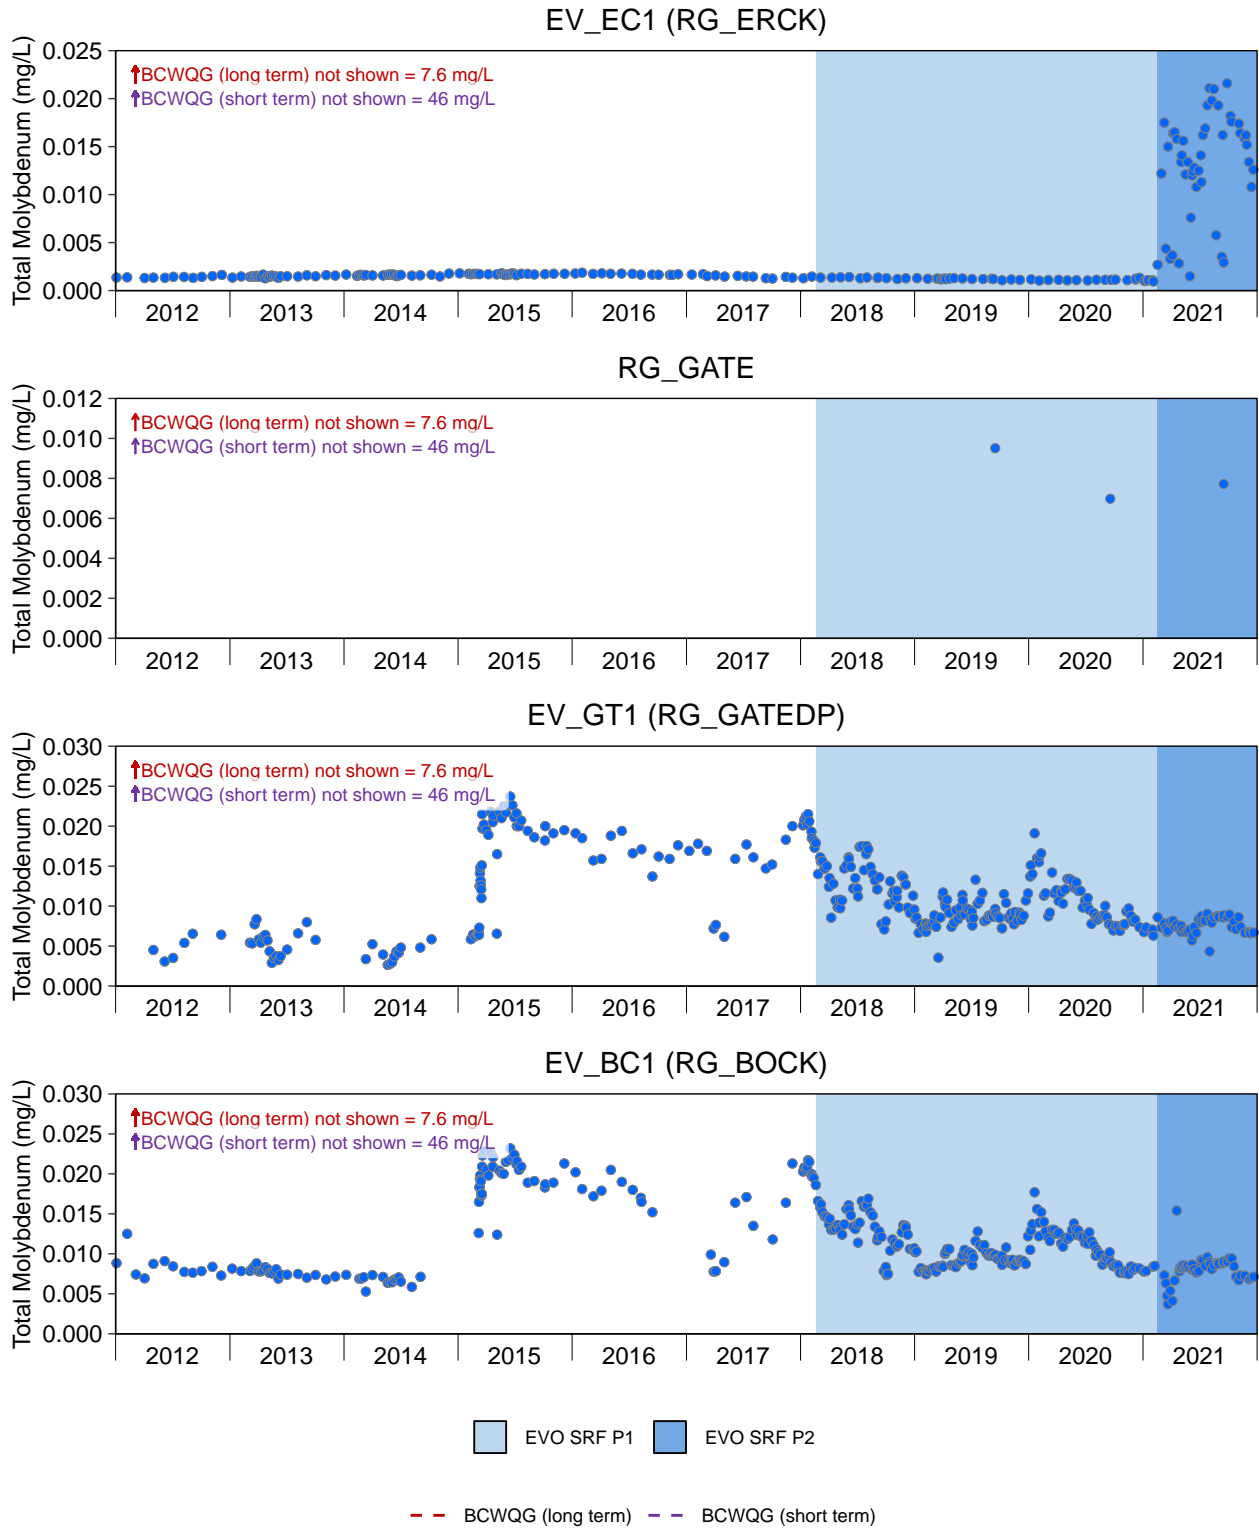 EV_EC1 (RG_ERCK)
Total Molybdenum (mg/L)
0.025
0.020
0.015
0.010
0.005
0.000
↑BCWQG (long term) not shown = 7.6 mg/L
↑BCWQG (short term) not shown = 46 mg/L
2012 2013 2014 2015 2016 2017 2018 2019 2020 2021
RG_GATE
Total Molybdenum (mg/L)
0.012
0.010
0.008
0.006
0.004
0.002
0.000
↑BCWQG (long term) not shown = 7.6 mg/L
↑BCWQG (short term) not shown = 46 mg/L
2012 2013 2014 2015 2016 2017 2018 2019 2020 2021
EV_GT1 (RG_GATEDP)
Total Molybdenum (mg/L)
0.030
0.025
0.020
0.015
0.010
0.005
0.000
↑BCWQG (long term) not shown = 7.6 mg/L
↑BCWQG (short term) not shown = 46 mg/L
2012 2013 2014 2015 2016 2017 2018 2019 2020 2021
EV_BC1 (RG_BOCK)
Total Molybdenum (mg/L)
0.030
0.025
0.020
0.015
0.010
0.005
0.000
↑BCWQG (long term) not shown = 7.6 mg/L
↑BCWQG (short term) not shown = 46 mg/L
2012 2013 2014 2015 2016 2017 2018 2019 2020 2021
EVO SRF P1 EVO SRF P2
BCWQG (long term) BCWQG (short term)